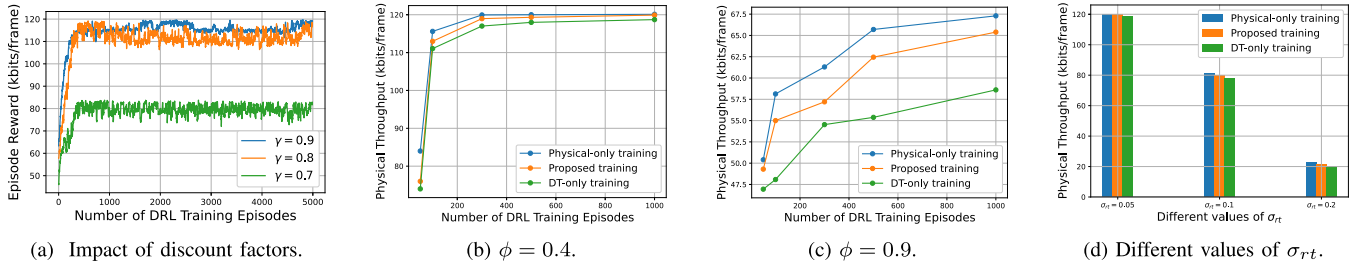 120
110
100
90
80
70
60
50
Episode Reward (kbits/frame)
γ = 0.9
γ = 0.8
γ = 0.7
0 1000 2000 3000 4000 5000
Number of DRL Training Episodes
(a) Impact of discount factors.
120
110
100
90
80
Physical Throughput (kbits/frame)
Physical-only training
Proposed training
DT-only training
200 400 600 800 1000
Number of DRL Training Episodes
(b) ϕ = 0.4.
67.5
65.0
62.5
60.0
57.5
55.0
52.5
50.0
47.5
Physical Throughput (kbits/frame)
Physical-only training
Proposed training
DT-only training
200 400 600 800 1000
Number of DRL Training Episodes
(c) ϕ = 0.9.
120
100
80
60
40
20
0
Physical Throughput (kbits/frame)
Physical-only training
Proposed training
DT-only training
σrt = 0.05 σrt = 0.1 σrt = 0.2
Different values of σrt
(d) Different values of σrt.